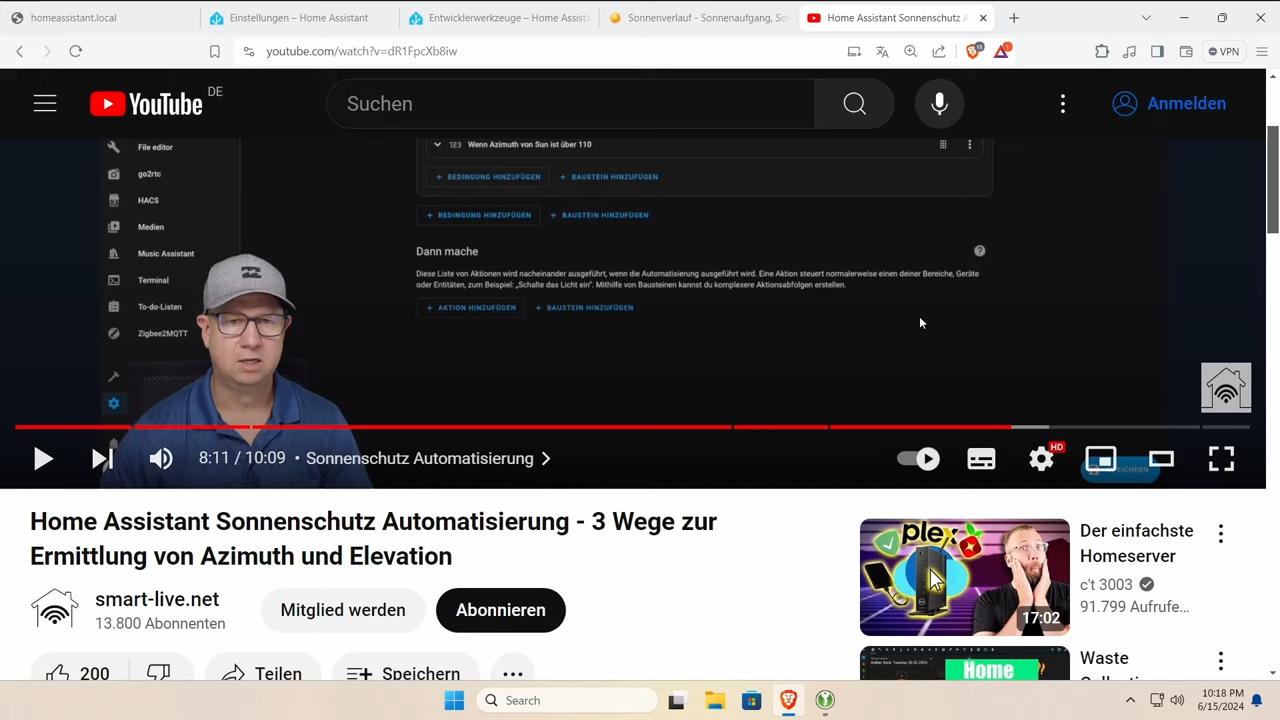 homeassistant.local
Einstellungen – Home Assistant
Entwicklerwerkzeuge – Home Assista
Sonnenverlauf - Sonnenaufgang, So
Home Assistant Sonnenschutz A
youtube.com/watch?v=dR1FpcXb8iw
18
1
VPN
YouTube DE
Suchen
Anmelden
File editor
go2rtc
HACS
Medien
Music Assistant
Terminal
To-do-Listen
Zigbee2MQTT
123 Wenn Azimuth von Sun ist über 110
+ BEDINGUNG HINZUFÜGEN + BAUSTEIN HINZUFÜGEN
+ BEDINGUNG HINZUFÜGEN + BAUSTEIN HINZUFÜGEN
Dann mache
Diese Liste von Aktionen wird nacheinander ausgeführt, wenn die Automatisierung ausgeführt wird. Eine Aktion steuert normalerweise einen deiner Bereiche, Geräte
oder Entitäten, zum Beispiel: „Schalte das Licht ein“. Mithilfe von Bausteinen kannst du komplexere Aktionsabfolgen erstellen.
+ AKTION HINZUFÜGEN + BAUSTEIN HINZUFÜGEN
8:11 / 10:09 • Sonnenschutz Automatisierung
HD
Home Assistant Sonnenschutz Automatisierung - 3 Wege zur
Ermittlung von Azimuth und Elevation
smart-live.net
13.800 Abonnenten
Mitglied werden
Abonnieren
200
Teilen
Speichern
plex
17:02
Der einfachste
Homeserver
c't 3003
91.799 Aufrufe...
Home
Waste
Search
10:18 PM
6/15/2024